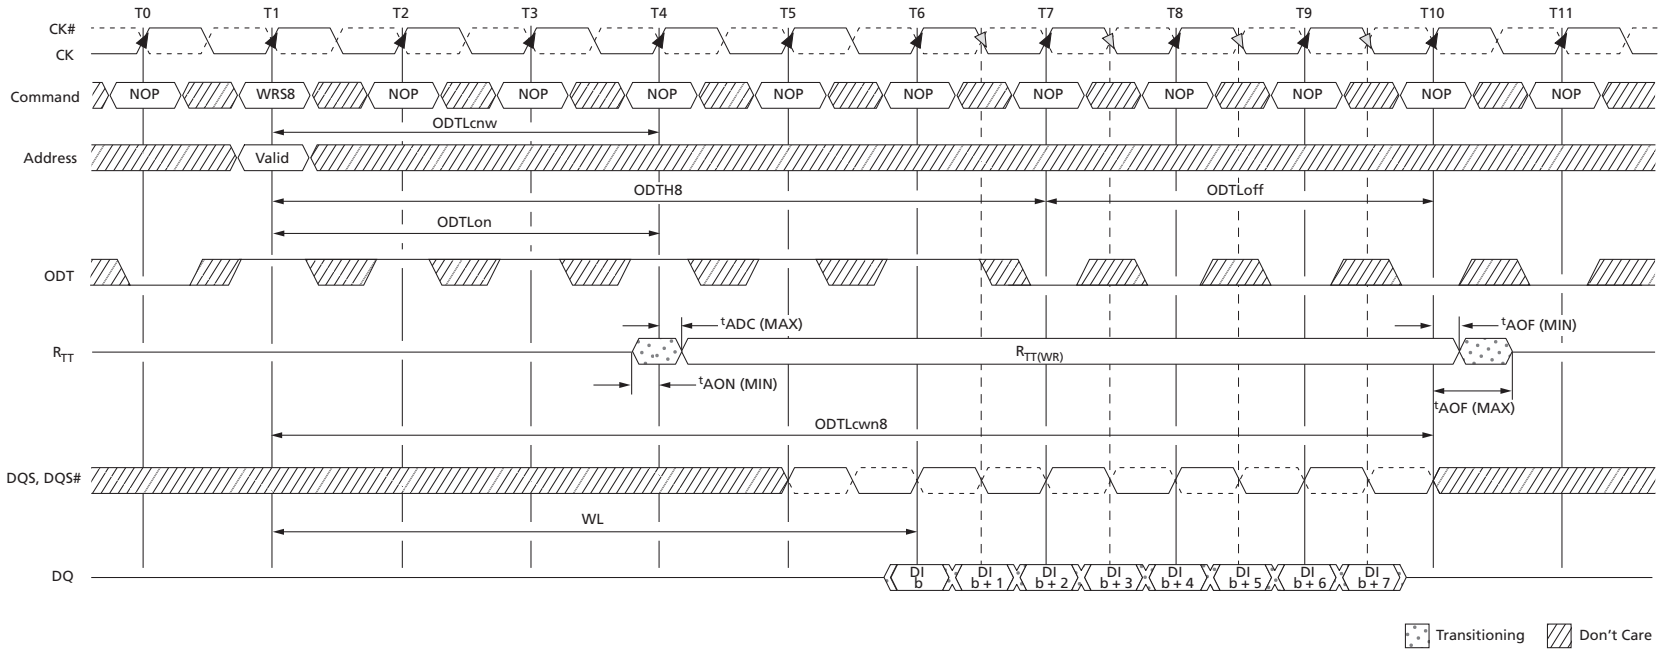 T0 T1 T2 T3 T4 T5 T6 T7 T8 T9 T10 T11
CK#
CK
Command NOP WRS8 NOP NOP NOP NOP NOP NOP NOP NOP NOP NOP
ODTLcnw
Address Valid
ODTH8 ODTLoff
ODTLon
ODT
tADC (MAX) tAOF (MIN)
RTT RTT(WR)
tAON (MIN)
tAOF (MAX)
ODTLcwn8
DQS, DQS#
WL
DQ DI b DI b + 1 DI b + 2 DI b + 3 DI b + 4 DI b + 5 DI b + 6 DI b + 7
Transitioning Don't Care